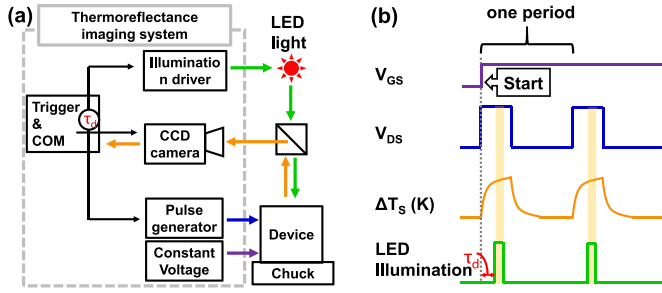 (a)
Thermoreflectance
imaging system
LED
light
Illuminatio
n driver
Trigger
&
COM
τd
CCD
camera
Pulse
generator
Constant
Voltage
Device
Chuck
(b)
one period
VGS
Start
VDS
ΔTS (K)
LED
Illumination
τd